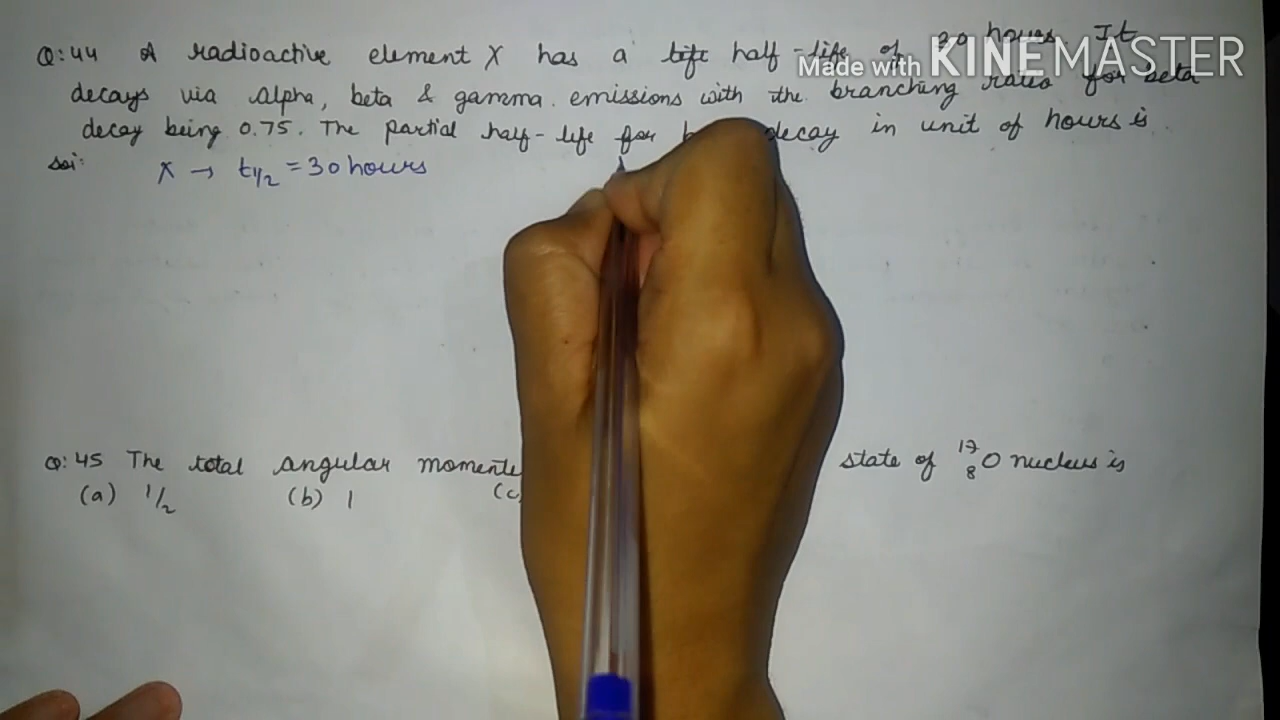 Q:44 A radioactive element X has a life half-life of 30 hours. It
Made with KINEMASTER
decays via alpha, beta & gamma emissions with the branching ratio for beta
decay being 0.75. The partial half-life for decay in unit of hours is
Sol: X → t1/2 = 30 hours
Q:45 The total angular state of 17 8 O nucleus is
(a) 1/2 (b) 1 (c